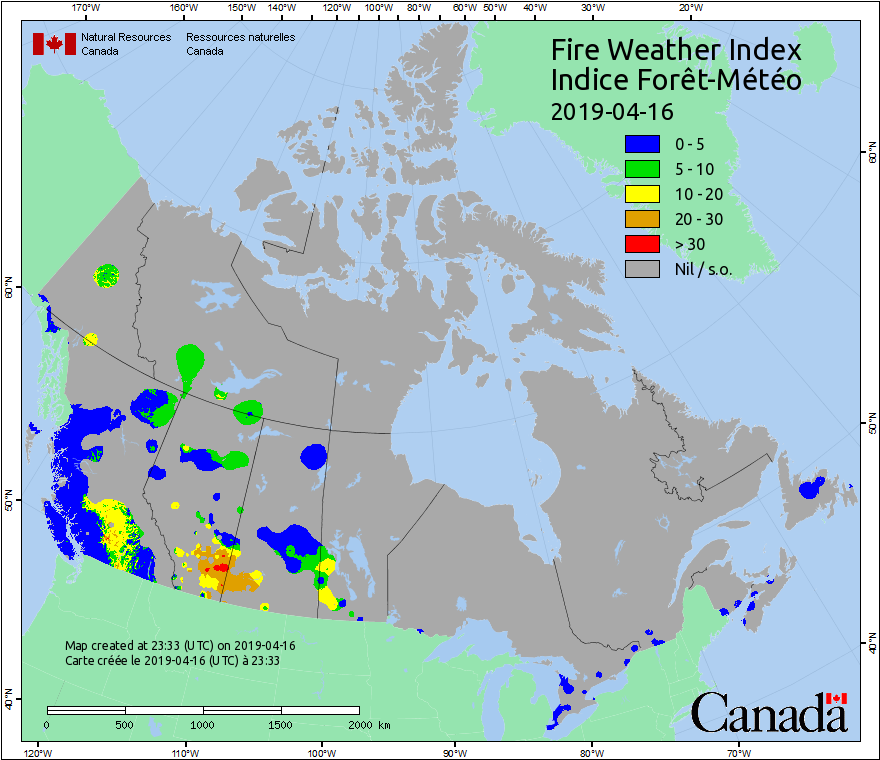 170°W 160°W 150°W 140°W 120°W 100°W 80°W 60°W 50°W 40°W 30°W 20°W
Natural Resources Ressources naturelles
Canada Canada
Fire Weather Index
Indice Forêt-Météo
2019-04-16
0 - 5
5 - 10
10 - 20
20 - 30
> 30
Nil / s.o.
60°N
60°N
50°N
50°N
40°N
40°N
Map created at 23:33 (UTC) on 2019-04-16
Carte créée le 2019-04-16 (UTC) à 23:33
0 500 1000 1500 2000 km
Canada
120°W 110°W 100°W 90°W 80°W 70°W